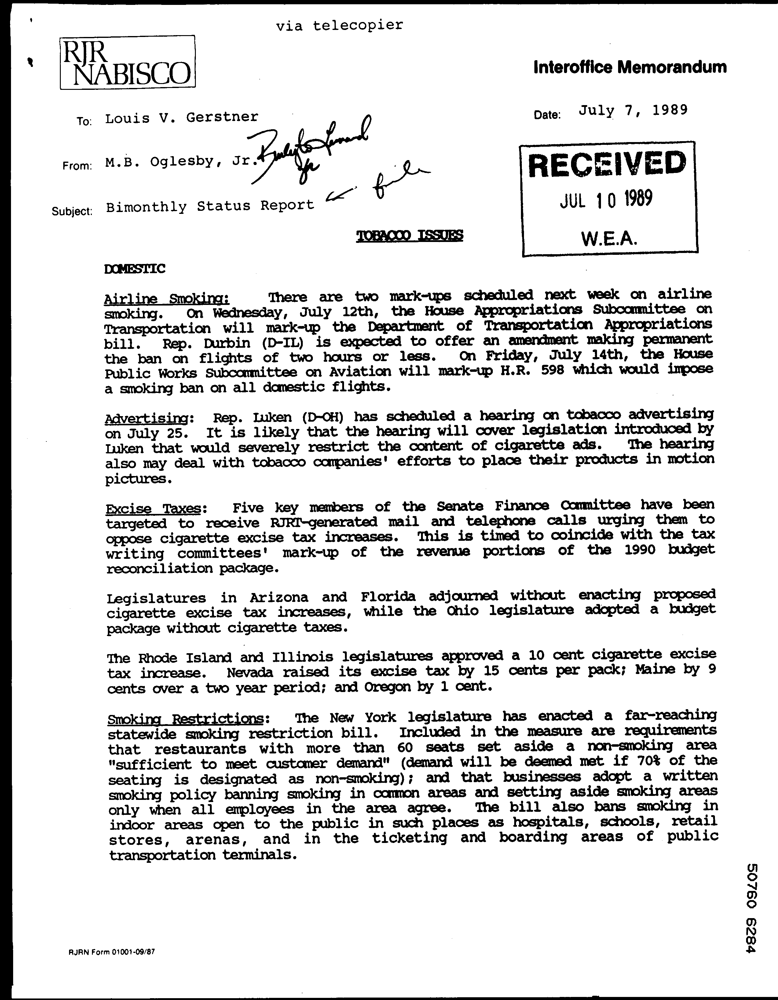 via telecopier
RJR
NABISCO
Interoffice Memorandum
To: Louis V. Gerstner
Date: July 7, 1989
From: M.B. Oglesby, Jr.
RECEIVED
JUL 10 1989
W.E.A.
file
Subject: Bimonthly Status Report
TOBACCO ISSUES
DOMESTIC
Airline Smoking: There are two mark-ups scheduled next week on airline
smoking. On Wednesday, July 12th, the House Appropriations Subcommittee on
Transportation will mark-up the Department of Transportation Appropriations
bill. Rep. Durbin (D-IL) is expected to offer an amendment making permanent
the ban on flights of two hours or less. On Friday, July 14th, the House
Public Works Subcommittee on Aviation will mark-up H.R. 598 which would impose
a smoking ban on all domestic flights.
Advertising: Rep. Luken (D-OH) has scheduled a hearing on tobacco advertising
on July 25. It is likely that the hearing will cover legislation introduced by
Luken that would severely restrict the content of cigarette ads. The hearing
also may deal with tobacco companies' efforts to place their products in motion
pictures.
Excise Taxes: Five key members of the Senate Finance Committee have been
targeted to receive RJRT-generated mail and telephone calls urging them to
oppose cigarette excise tax increases. This is timed to coincide with the tax
writing committees' mark-up of the revenue portions of the 1990 budget
reconciliation package.
Legislatures in Arizona and Florida adjourned without enacting proposed
cigarette excise tax increases, while the Ohio legislature adopted a budget
package without cigarette taxes.
The Rhode Island and Illinois legislatures approved a 10 cent cigarette excise
tax increase. Nevada raised its excise tax by 15 cents per pack; Maine by 9
cents over a two year period; and Oregon by 1 cent.
Smoking Restrictions: The New York legislature has enacted a far-reaching
statewide smoking restriction bill. Included in the measure are requirements
that restaurants with more than 60 seats set aside a non-smoking area
"sufficient to meet customer demand" (demand will be deemed met if 70% of the
seating is designated as non-smoking); and that businesses adopt a written
smoking policy banning smoking in common areas and setting aside smoking areas
only when all employees in the area agree. The bill also bans smoking in
indoor areas open to the public in such places as hospitals, schools, retail
stores, arenas, and in the ticketing and boarding areas of public
transportation terminals.
50760 6284
RJRN Form 01001-09/87